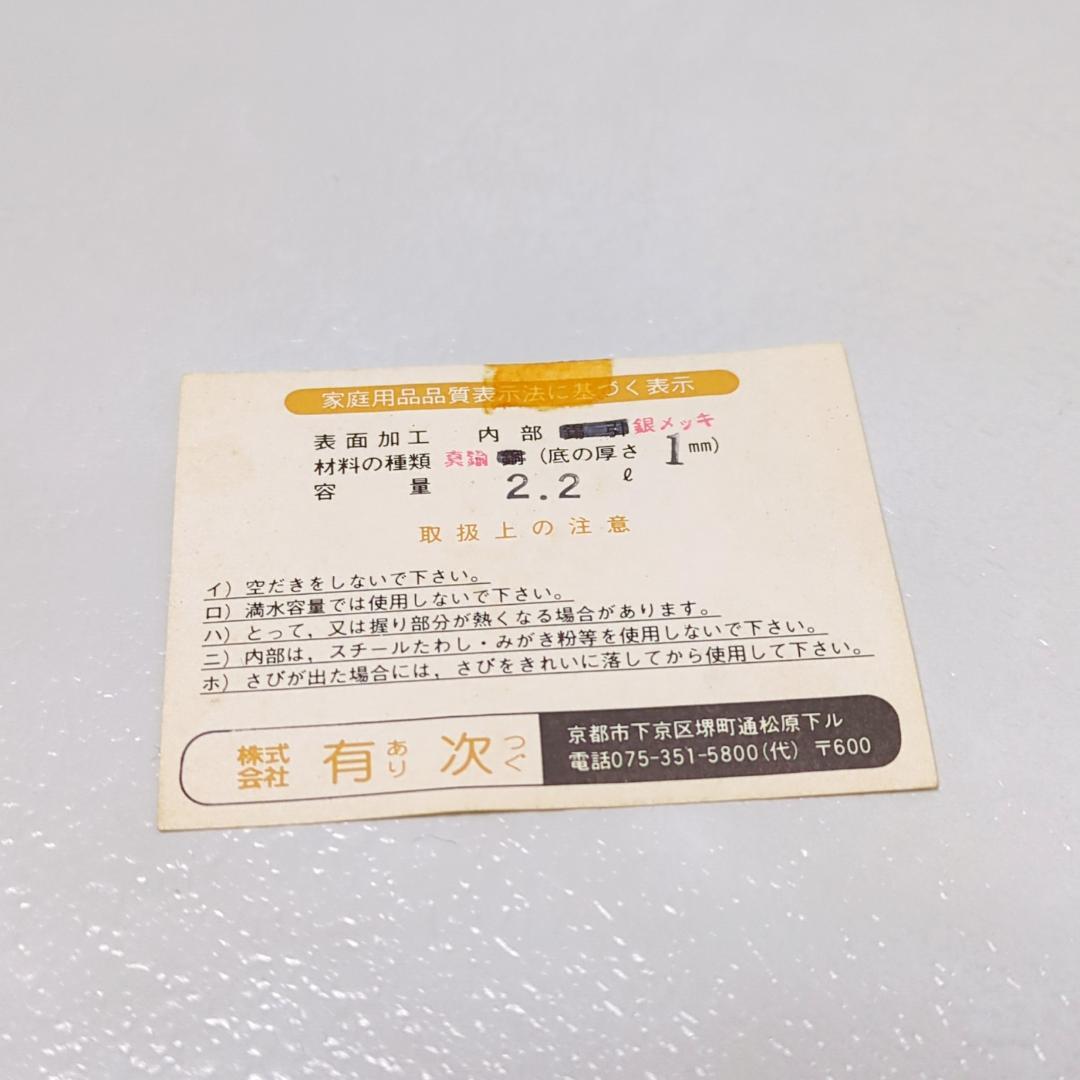 家庭用品品質表示法に基づく表示
表面加工 内部 銀メッキ
材料の種類 真鍮 (底の厚さ 1mm)
容量 2.2ℓ
取扱上の注意
イ) 空だきをしないで下さい。
ロ) 満水容量では使用しないで下さい。
ハ) とって，又は握り部分が熱くなる場合があります。
ニ) 内部は，スチールたわし・みがき粉等を使用しないで下さい。
ホ) さびが出た場合には，さびをきれいに落してから使用して下さい。
株式会社 有次 あり つぐ
京都市下京区堺町通松原下ル
電話075-351-5800(代) 〒600